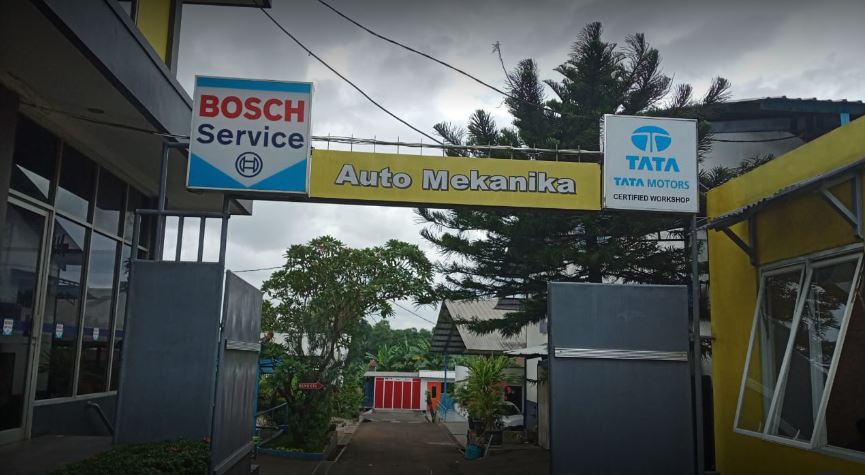 BOSCH
Service
Auto Mekanika
TATA
TATA MOTORS
CERTIFIED WORKSHOP